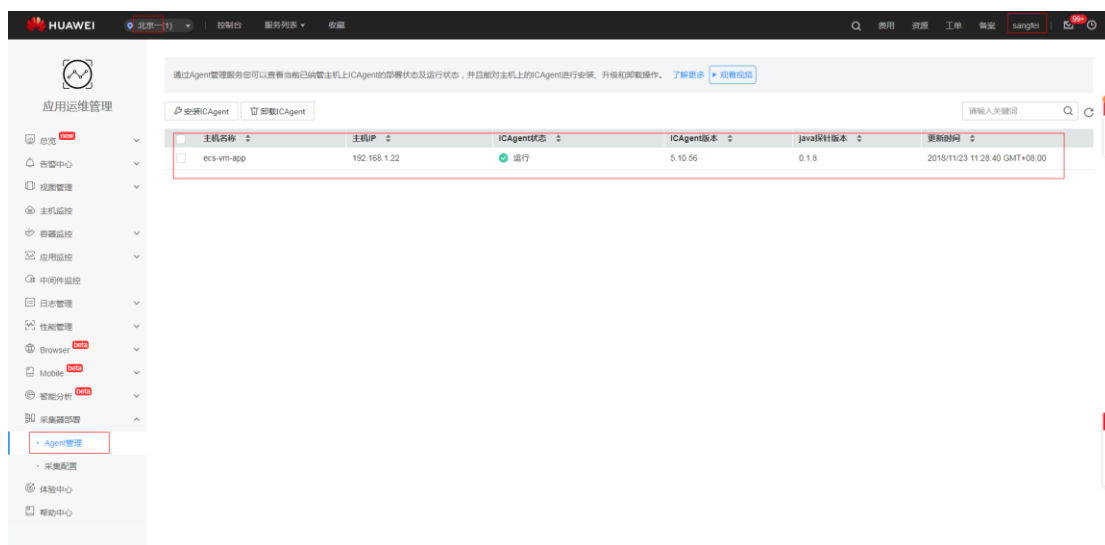 HUAWEI 北京一(1) 控制台 服务列表 收藏 费用 资源 工单 备案 sangfei 99+
应用运维管理
总览 new
告警中心
视图管理
主机监控
容器监控
应用监控
中间件监控
日志管理
性能管理
Browser beta
Mobile beta
智能分析 beta
采集器部署
Agent管理
采集配置
体验中心
帮助中心
通过Agent管理服务您可以查看当前已纳管主机上ICAgent的部署状态及运行状态，并且能对主机上的ICAgent进行安装、升级和卸载操作。 了解更多 观看视频
安装ICAgent 卸载ICAgent 请输入关键词
主机名称 主机IP ICAgent状态 ICAgent版本 java探针版本 更新时间
ecs-vm-app 192.168.1.22 运行 5.10.56 0.1.8 2018/11/23 11:28:40 GMT+08:00